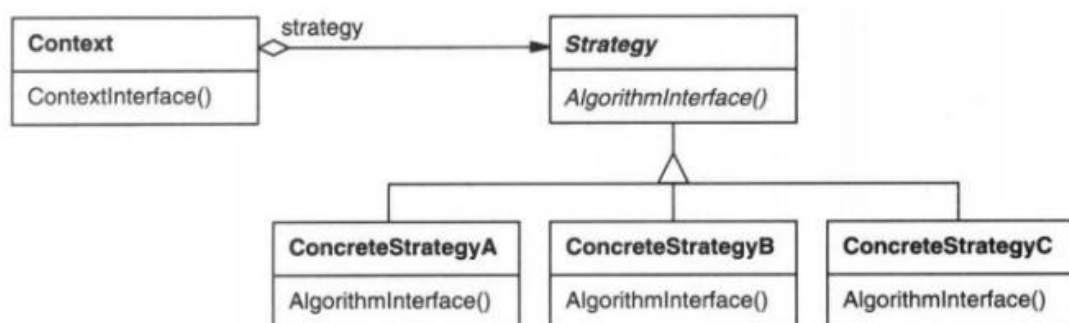 Context
ContextInterface()
strategy
Strategy
AlgorithmInterface()
ConcreteStrategyA
AlgorithmInterface()
ConcreteStrategyB
AlgorithmInterface()
ConcreteStrategyC
AlgorithmInterface()